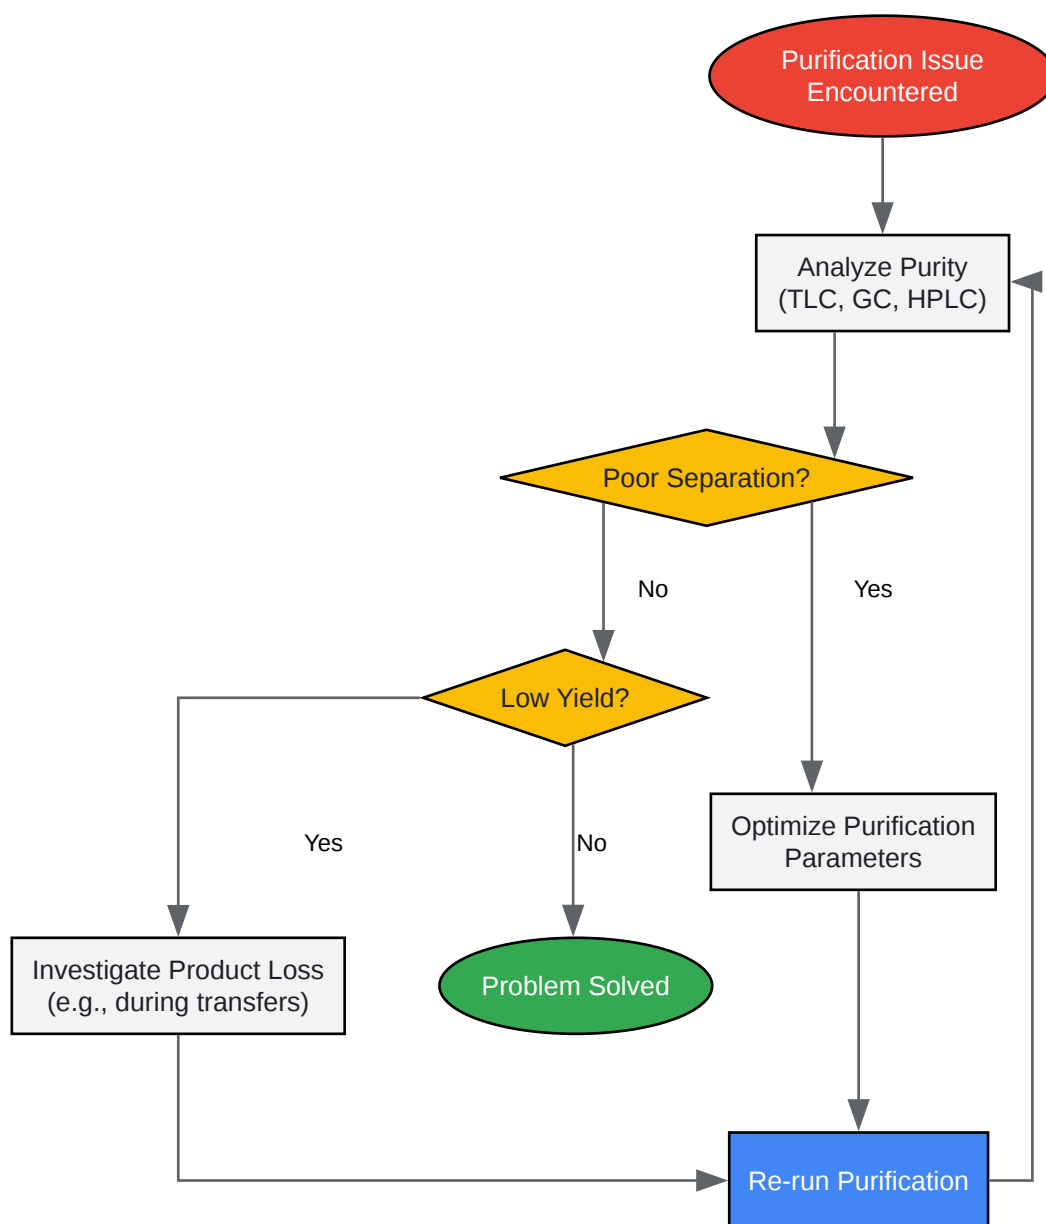 Purification Issue
Encountered
Analyze Purity
(TLC, GC, HPLC)
Poor Separation?
No
Yes
Low Yield?
Optimize Purification
Parameters
Yes
No
Investigate Product Loss
(e.g., during transfers)
Problem Solved
Re-run Purification